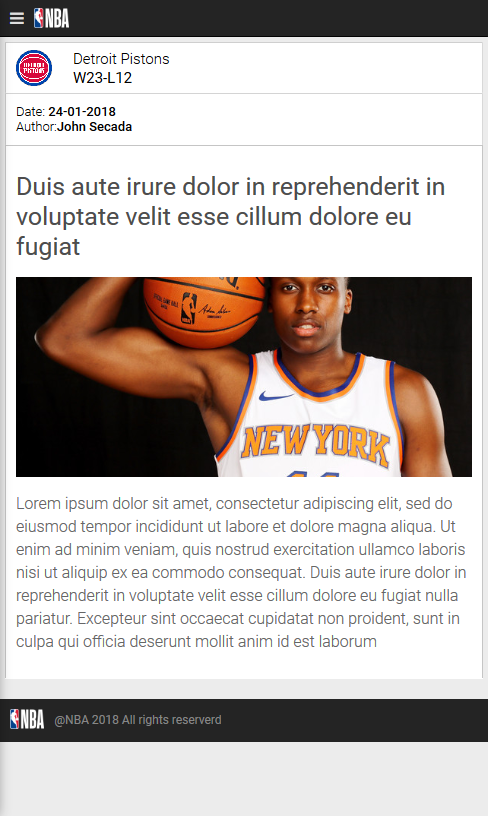 NBA
Detroit Pistons
W23-L12
Date: 24-01-2018
Author:John Secada
Duis aute irure dolor in reprehenderit in
voluptate velit esse cillum dolore eu
fugiat
NEW YORK
Lorem ipsum dolor sit amet, consectetur adipiscing elit, sed do
eiusmod tempor incididunt ut labore et dolore magna aliqua. Ut
enim ad minim veniam, quis nostrud exercitation ullamco laboris
nisi ut aliquip ex ea commodo consequat. Duis aute irure dolor in
reprehenderit in voluptate velit esse cillum dolore eu fugiat nulla
pariatur. Excepteur sint occaecat cupidatat non proident, sunt in
culpa qui officia deserunt mollit anim id est laborum
NBA @NBA 2018 All rights reserverd